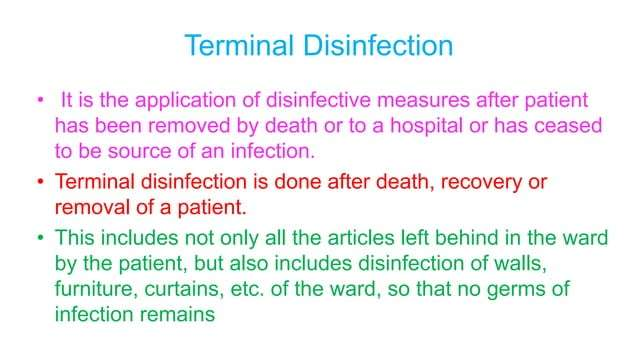 Terminal Disinfection
• It is the application of disinfective measures after patient
has been removed by death or to a hospital or has ceased
to be source of an infection.
• Terminal disinfection is done after death, recovery or
removal of a patient.
• This includes not only all the articles left behind in the ward
by the patient, but also includes disinfection of walls,
furniture, curtains, etc. of the ward, so that no germs of
infection remains